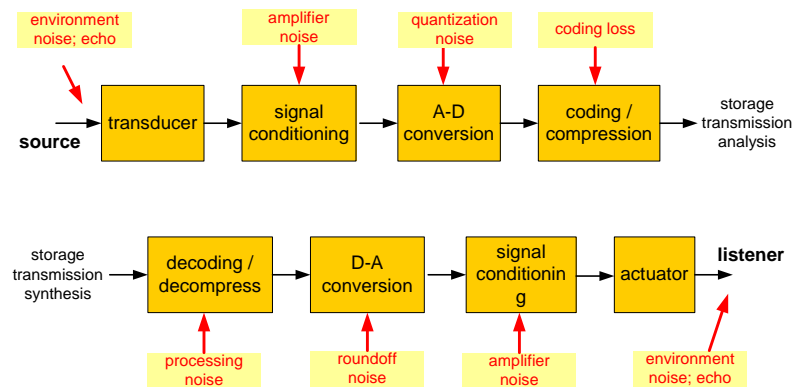 environment
noise; echo
amplifier
noise
quantization
noise
coding loss
source
transducer
signal
conditioning
A-D
conversion
coding /
compression
storage
transmission
analysis
storage
transmission
synthesis
decoding /
decompress
D-A
conversion
signal
conditionin
g
actuator
listener
processing
noise
roundoff
noise
amplifier
noise
environment
noise; echo